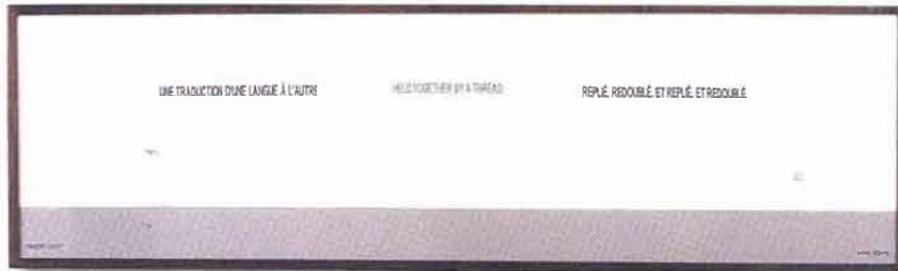 UNE TRADUCTION D'UNE LANGUE À L'AUTRE
HELD TOGETHER BY A THREAD
REPLIÉ, REDOUBLÉ, ET REPLIÉ, ET REDOUBLÉ